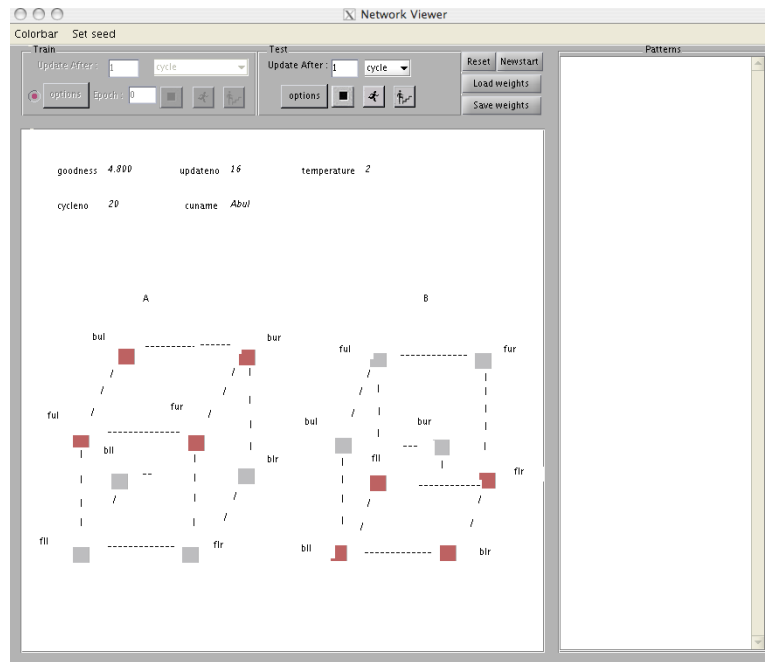 X Network Viewer
Colorbar Set seed
Train Test Patterns
Update After : 1 cycle Update After : 1 cycle Reset Newstart
options Epoch : 0 options Load weights
Save weights
goodness 4.800 updateno 16 temperature 2
cycleno 20 cuname Abul
A B
bul bur ful fur
ful fur bul bur
bll blr fll flr
fll flr bll blr